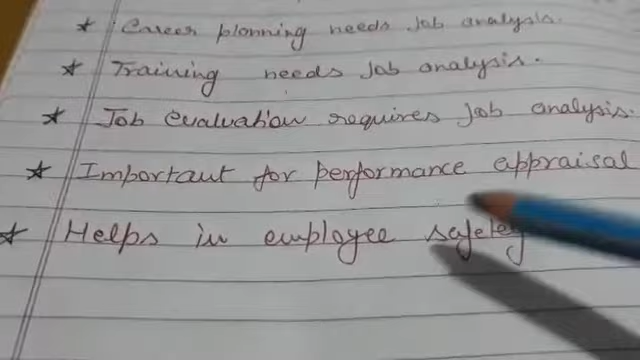 * Career planning needs Job analysis.
* Training needs Job analysis.
* Job evaluation requires Job analysis.
* Important for performance appraisal
* Helps in employee safety